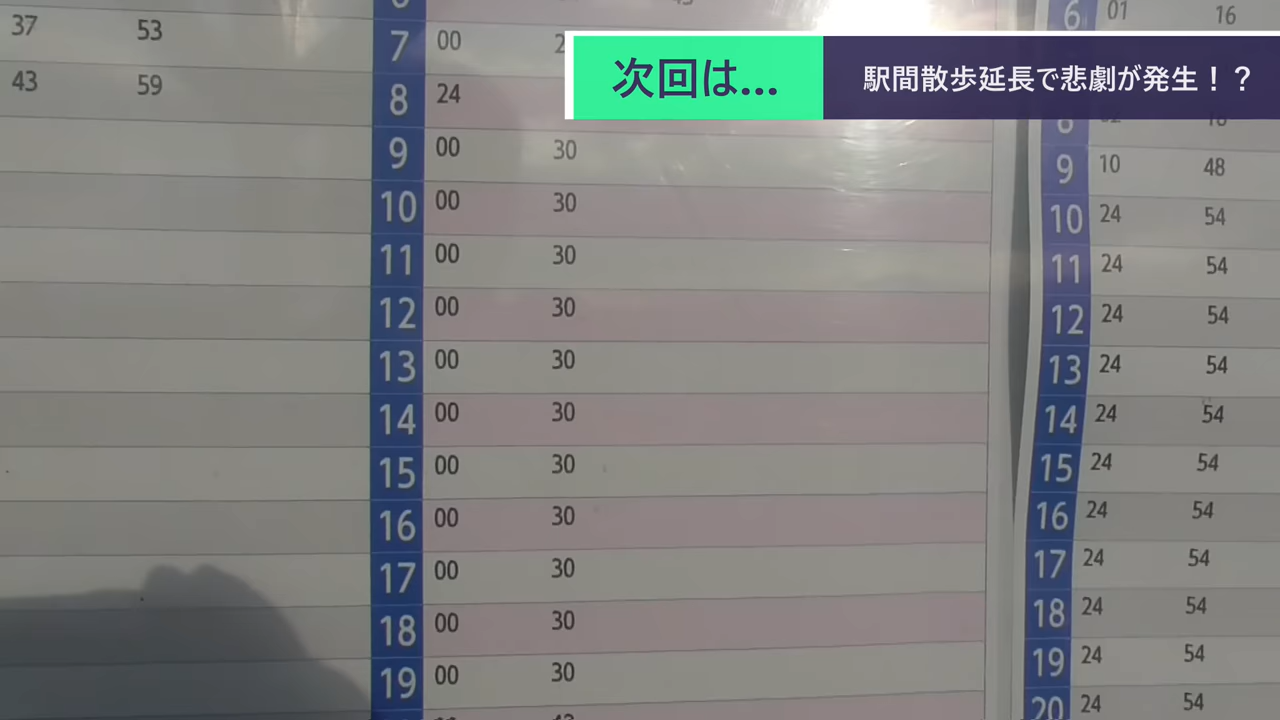 次回は...
駅間散歩延長で悲劇が発生！？
37 53
43 59
7 00
8 24
9 00 30
10 00 30
11 00 30
12 00 30
13 00 30
14 00 30
15 00 30
16 00 30
17 00 30
18 00 30
19 00 30
6 01 16
9 10 48
10 24 54
11 24 54
12 24 54
13 24 54
14 24 54
15 24 54
16 24 54
17 24 54
18 24 54
19 24 54
20 24 54